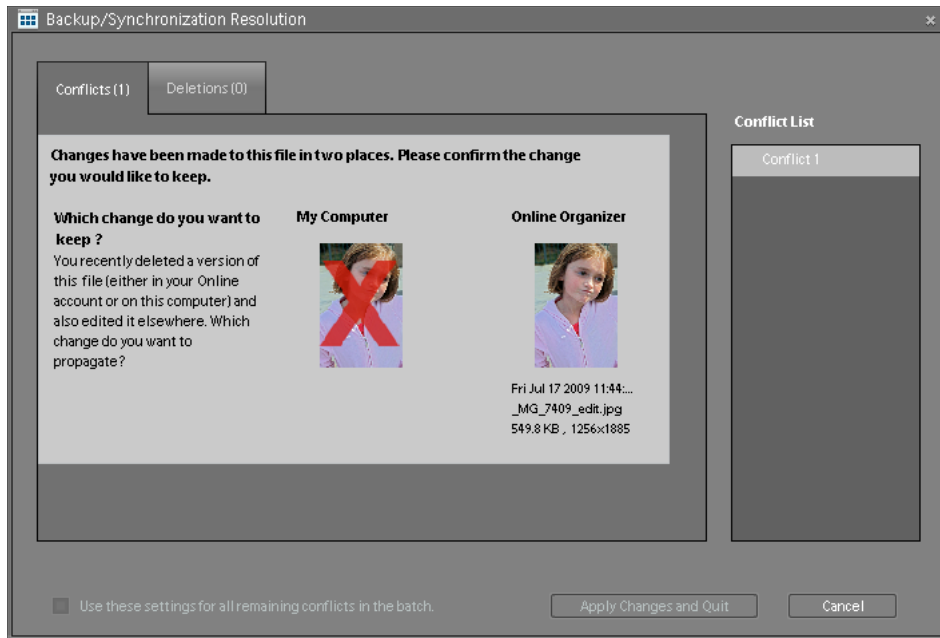 Backup/Synchronization Resolution
Conflicts (1)
Deletions (0)
Conflict List
Conflict 1
Changes have been made to this file in two places. Please confirm the change
you would like to keep.
Which change do you want to
keep ?
You recently deleted a version of
this file (either in your Online
account or on this computer) and
also edited it elsewhere. Which
change do you want to
propagate?
My Computer
Online Organizer
Fri Jul 17 2009 11:44:...
_MG_7409_edit.jpg
549.8 KB , 1256x1885
Use these settings for all remaining conflicts in the batch.
Apply Changes and Quit
Cancel